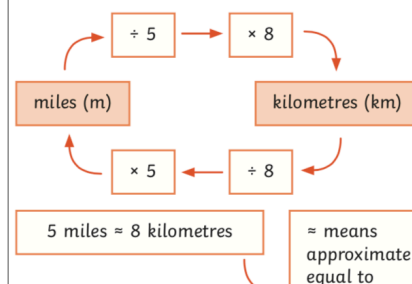 ÷ 5
× 8
miles (m)
kilometres (km)
× 5
÷ 8
5 miles ≈ 8 kilometres
≈ means
approximate
equal to